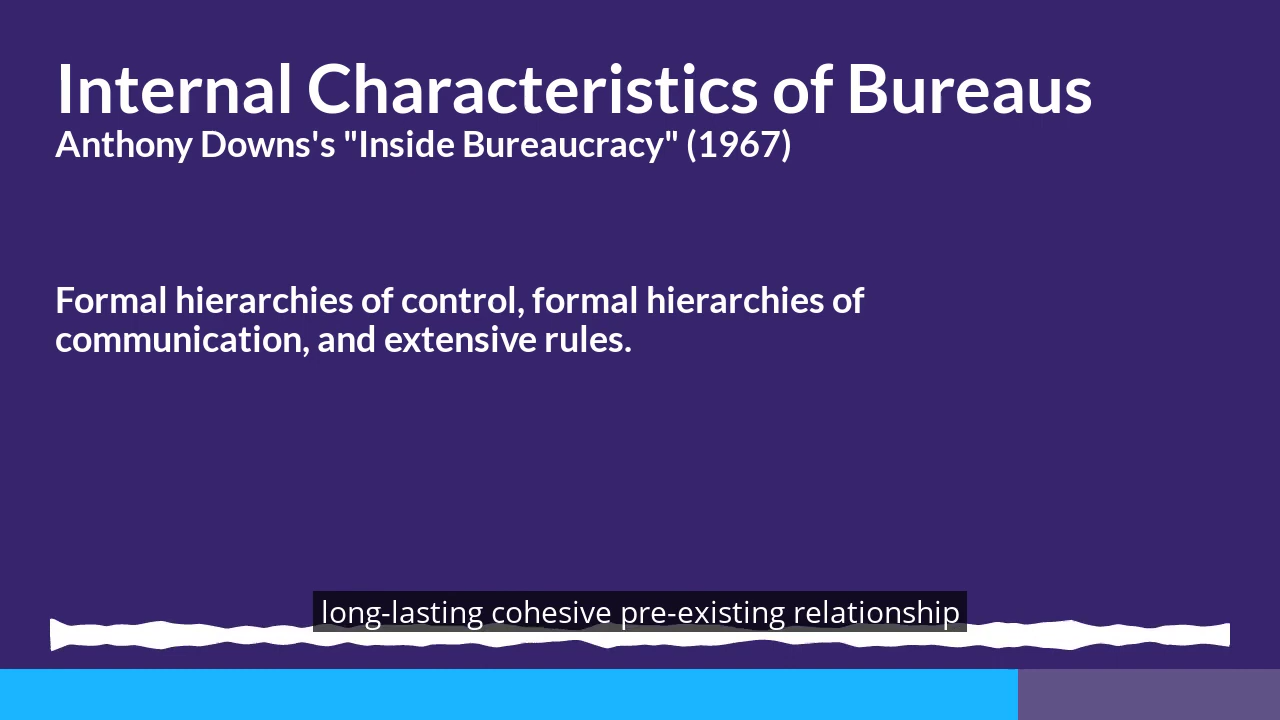 Internal Characteristics of Bureaus
Anthony Downs's "Inside Bureaucracy" (1967)
Formal hierarchies of control, formal hierarchies of
communication, and extensive rules.
long-lasting cohesive pre-existing relationship